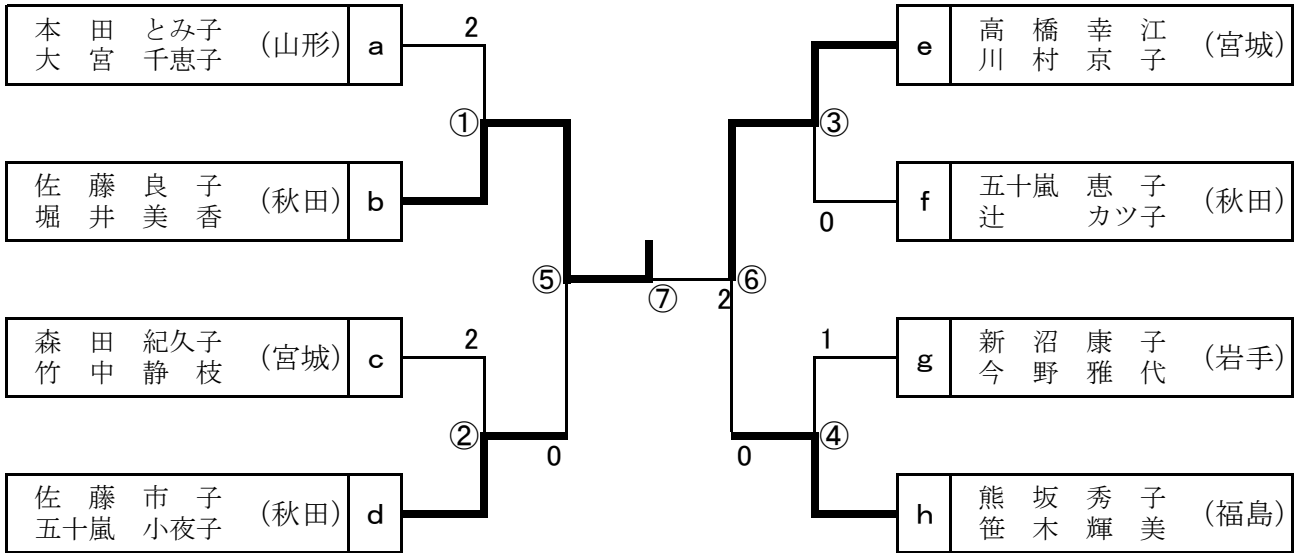 本 田 とみ子
大 宮 千恵子
(山形)
a
2
①
佐 藤 良 子
堀 井 美 香
(秋田)
b
⑤
森 田 紀久子
竹 中 静 枝
(宮城)
c
2
②
0
佐 藤 市 子
五十嵐 小夜子
(秋田)
d
⑦
2
⑥
e
高 橋 幸 江
川 村 京 子
(宮城)
③
0
f
五十嵐 恵 子
辻 カツ子
(秋田)
1
g
新 沼 康 子
今 野 雅 代
(岩手)
④
0
h
熊 坂 秀 子
笹 木 輝 美
(福島)